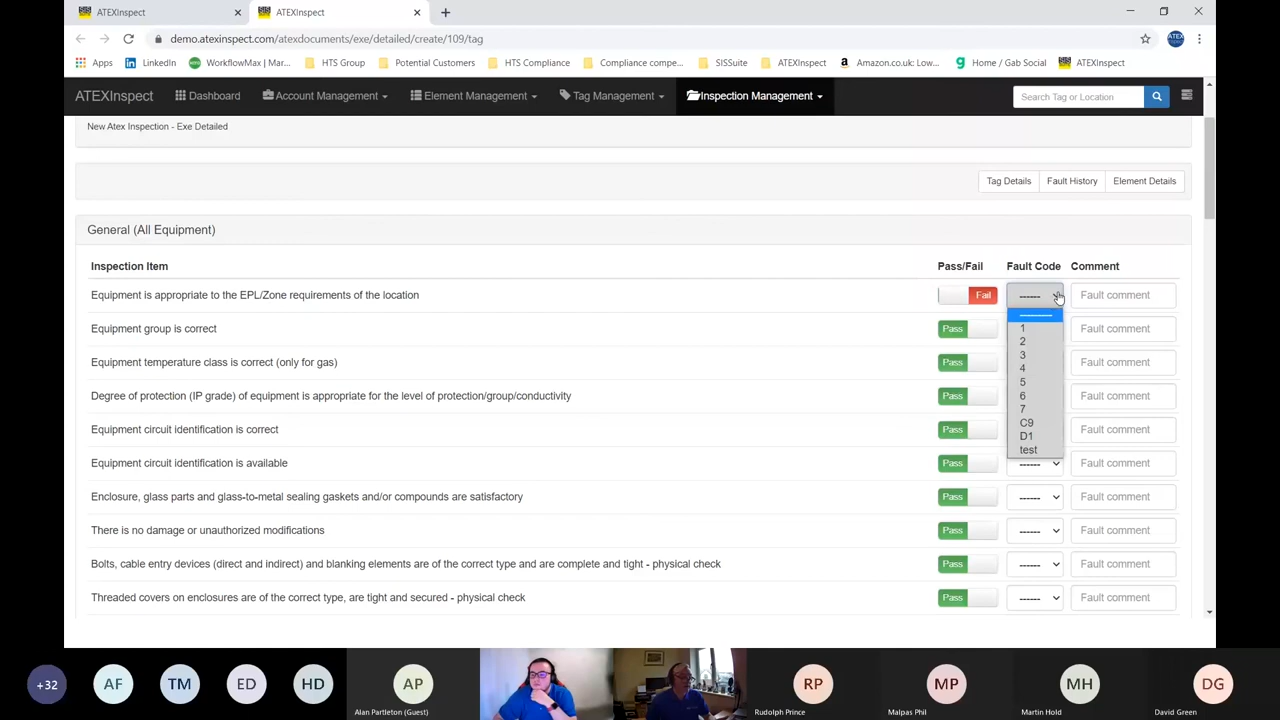 ATEXInspect
ATEXInspect
demo.atexinspect.com/atexdocuments/exe/detailed/create/109/tag
Apps LinkedIn WorkflowMax | Mar... HTS Group Potential Customers HTS Compliance Compliance compe... SISSuite ATEXInspect Amazon.co.uk: Low... Home / Gab Social ATEXInspect
ATEXInspect Dashboard Account Management Element Management Tag Management Inspection Management Search Tag or Location
New Atex Inspection - Exe Detailed
Tag Details Fault History Element Details
General (All Equipment)
Inspection Item Pass/Fail Fault Code Comment
Equipment is appropriate to the EPL/Zone requirements of the location Fail ------ Fault comment
------
Equipment group is correct Pass 1 Fault comment
2
3
Equipment temperature class is correct (only for gas) Pass 4 Fault comment
5
Degree of protection (IP grade) of equipment is appropriate for the level of protection/group/conductivity Pass 6 Fault comment
7
C9
Equipment circuit identification is correct Pass D1 Fault comment
test
Equipment circuit identification is available Pass ------ Fault comment
Enclosure, glass parts and glass-to-metal sealing gaskets and/or compounds are satisfactory Pass ------ Fault comment
There is no damage or unauthorized modifications Pass ------ Fault comment
Bolts, cable entry devices (direct and indirect) and blanking elements are of the correct type and are complete and tight - physical check Pass ------ Fault comment
Threaded covers on enclosures are of the correct type, are tight and secured - physical check Pass ------ Fault comment
+32 AF TM ED HD AP RP MP MH DG
Alan Partleton (Guest) Rudolph Prince Malpas Phil Martin Hold David Green